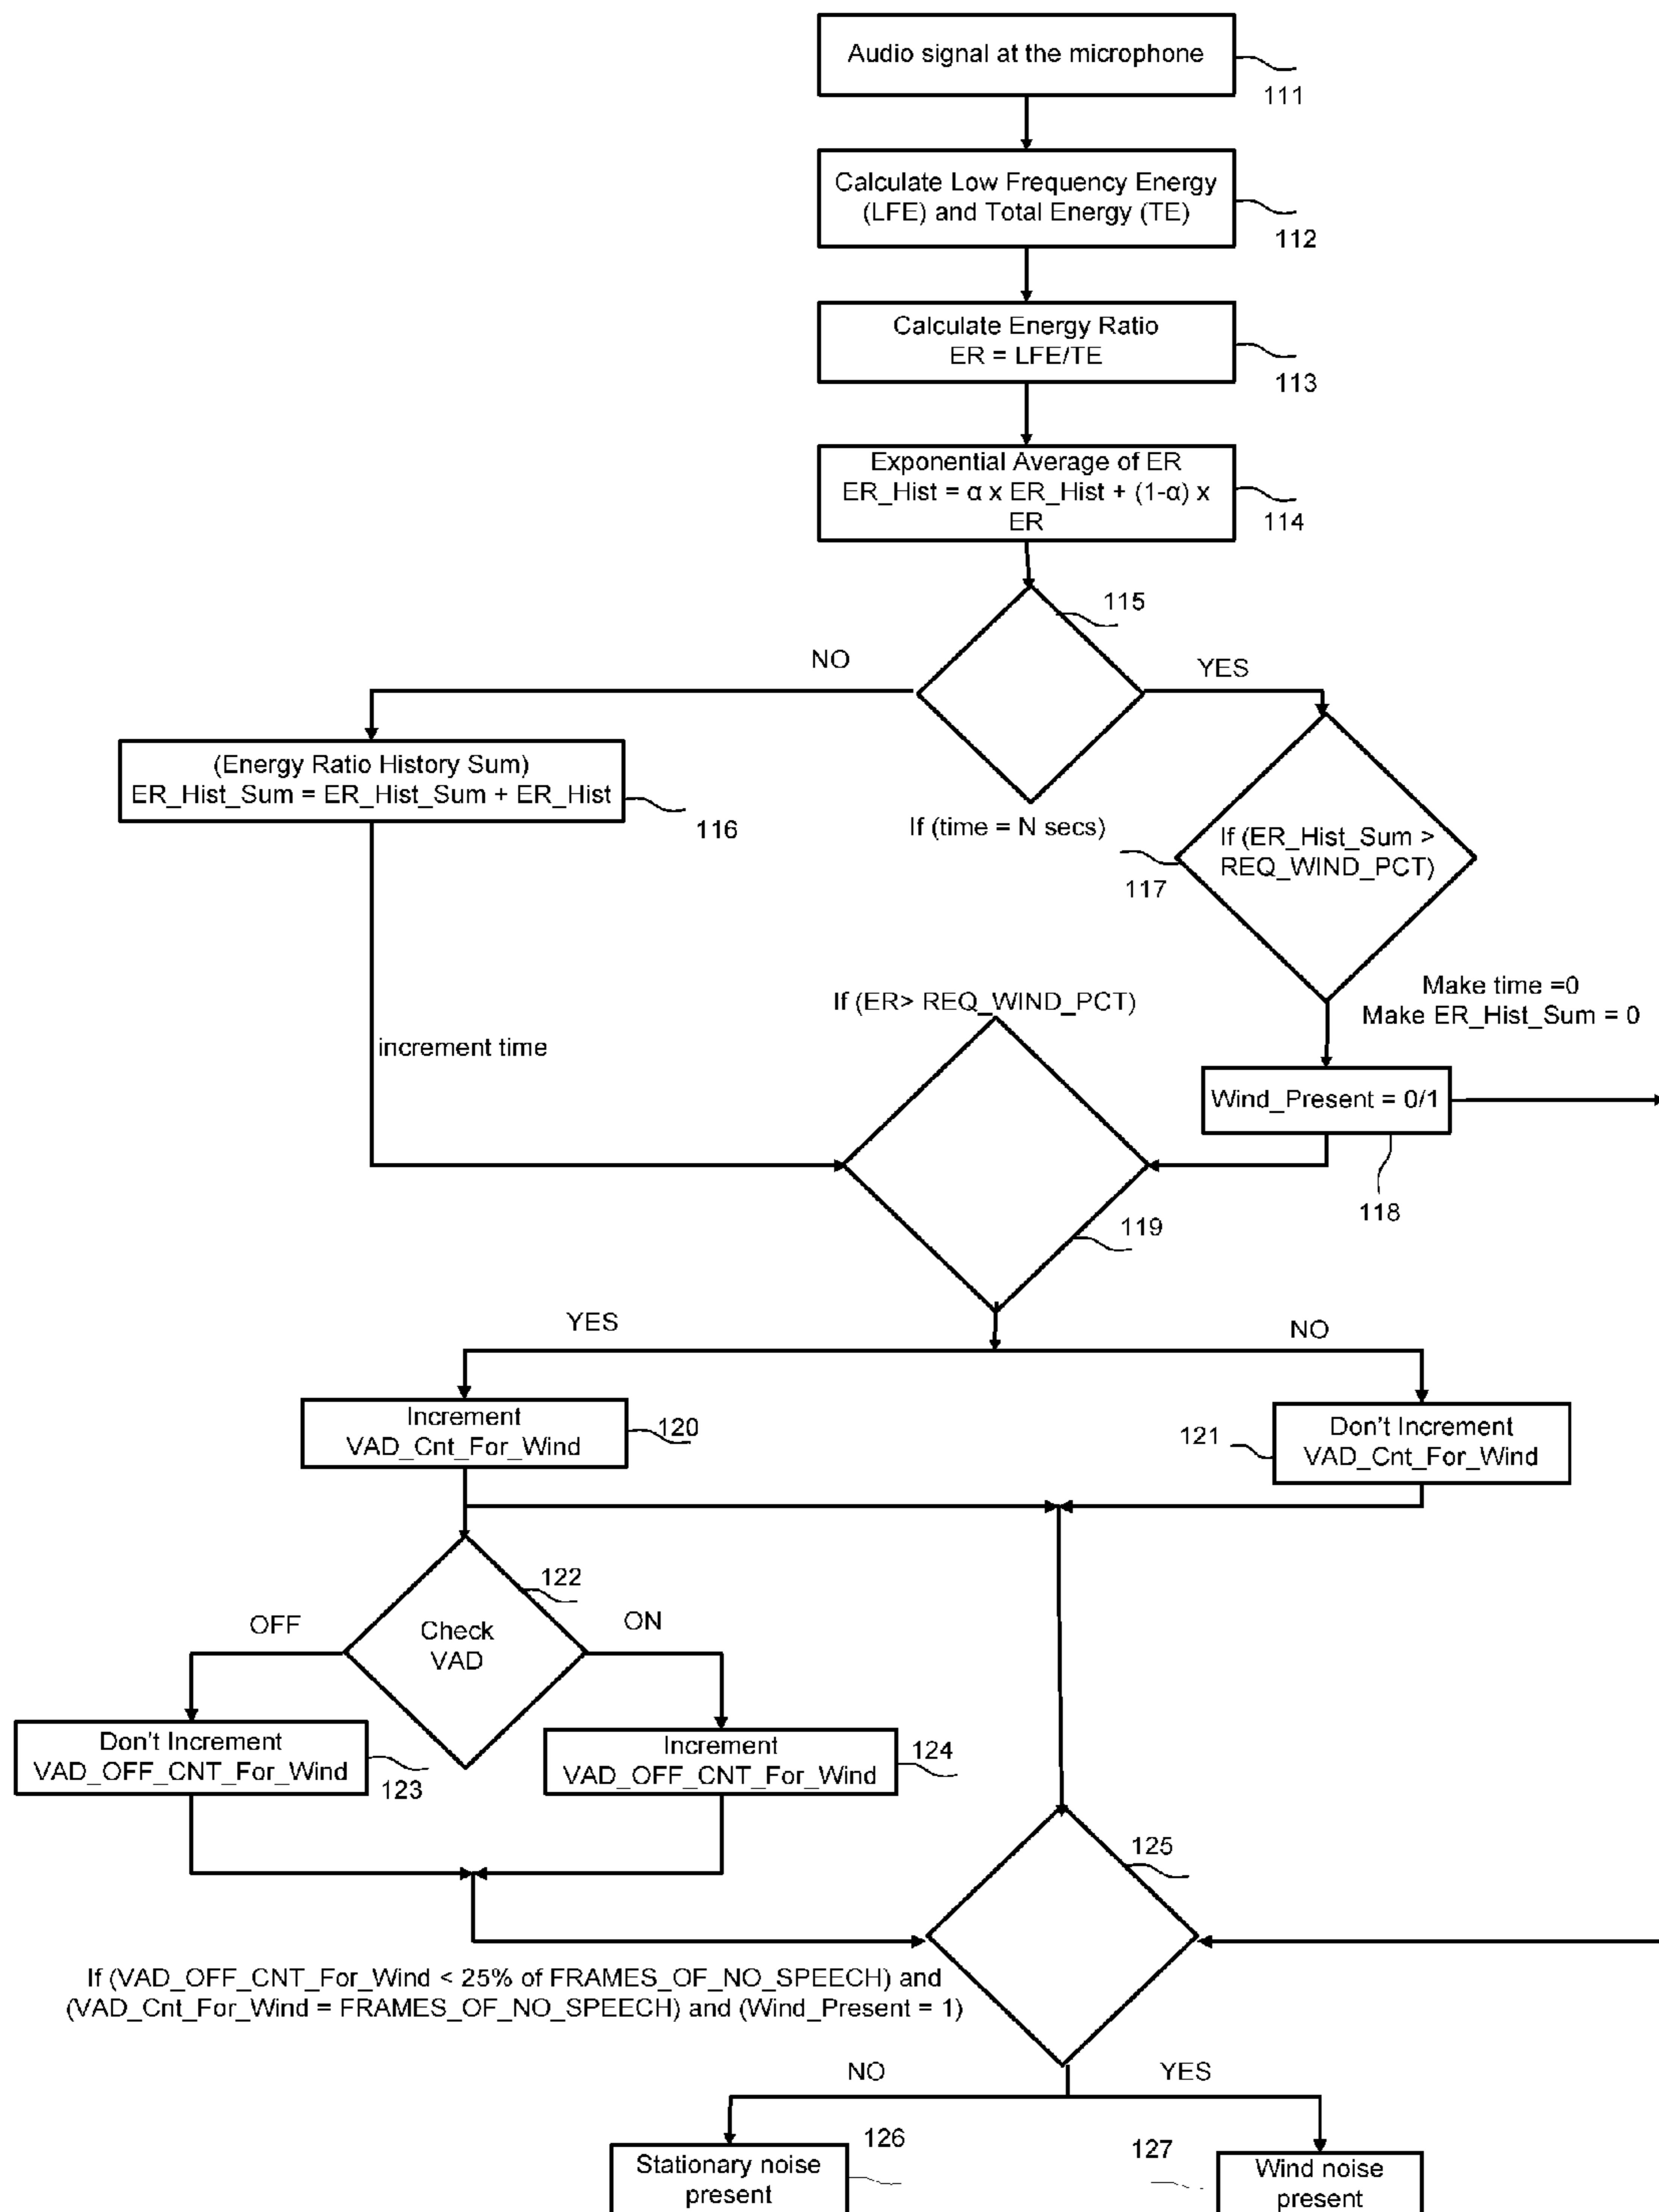 Audio signal at the microphone
111
Calculate Low Frequency Energy
(LFE) and Total Energy (TE)
112
Calculate Energy Ratio
ER = LFE/TE
113
Exponential Average of ER
ER_Hist = α x ER_Hist + (1-α) x
ER
114
115
NO
YES
(Energy Ratio History Sum)
ER_Hist_Sum = ER_Hist_Sum + ER_Hist
116
If (time = N secs)
If (ER_Hist_Sum >
REQ_WIND_PCT)
117
Make time =0
Make ER_Hist_Sum = 0
If (ER> REQ_WIND_PCT)
increment time
Wind_Present = 0/1
118
119
YES
NO
Increment
VAD_Cnt_For_Wind
120
121
Don't Increment
VAD_Cnt_For_Wind
122
OFF
ON
Check
VAD
Don't Increment
VAD_OFF_CNT_For_Wind
123
Increment
VAD_OFF_CNT_For_Wind
124
125
If (VAD_OFF_CNT_For_Wind < 25% of FRAMES_OF_NO_SPEECH) and
(VAD_Cnt_For_Wind = FRAMES_OF_NO_SPEECH) and (Wind_Present = 1)
NO
YES
Stationary noise
present
126
127
Wind noise
present